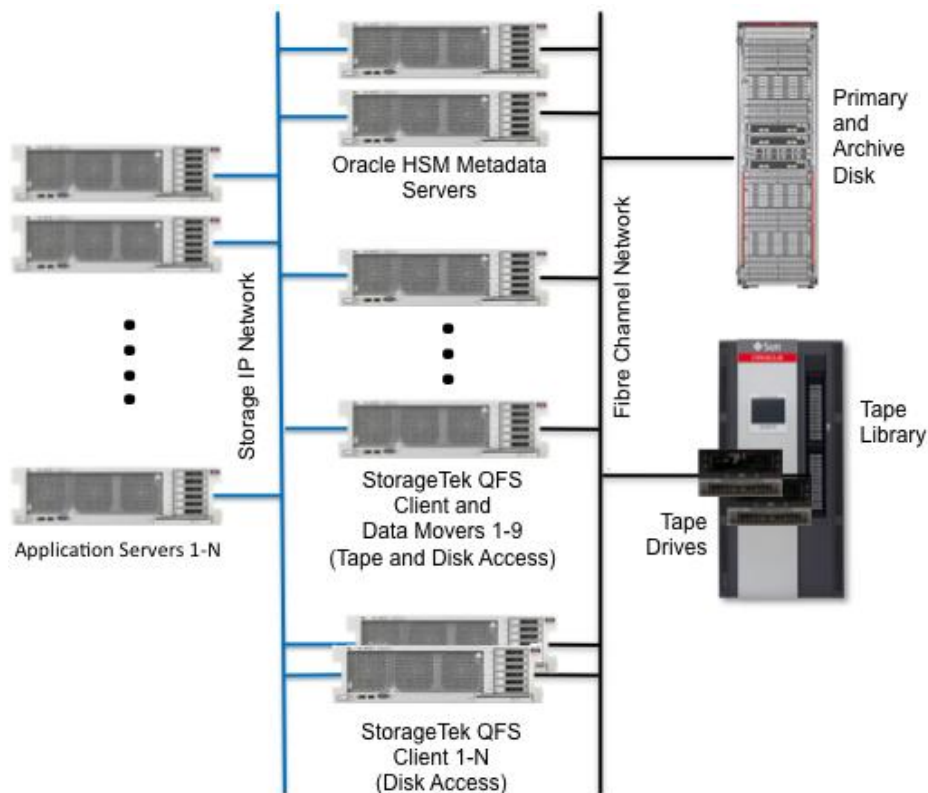 Oracle HSM Metadata
Servers
Primary
and
Archive
Disk
Storage IP Network
Fibre Channel Network
Application Servers 1-N
StorageTek QFS
Client and
Data Movers 1-9
(Tape and Disk Access)
Sun
ORACLE
Tape
Library
Tape
Drives
StorageTek QFS
Client 1-N
(Disk Access)